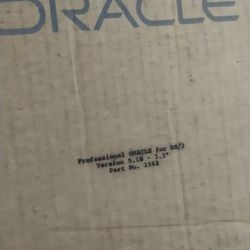 ORACLE
Professional ORACLE for OS/2
Version 5.1B - 3.5"
Part No. 1562